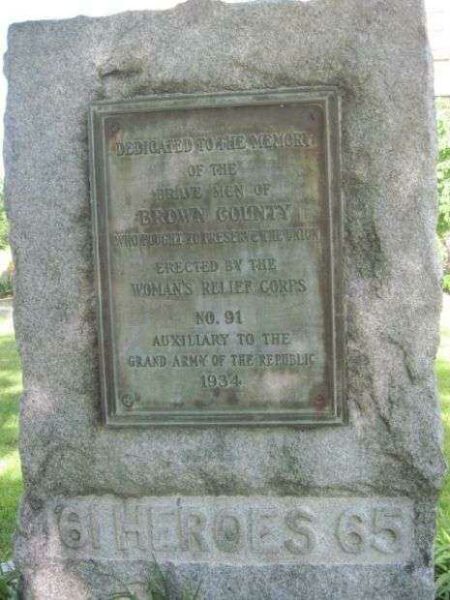 DEDICATED TO THE MEMORY
OF THE
BRAVE MEN OF
BROWN COUNTY
WHO FOUGHT TO PRESERVE THE UNION
ERECTED BY THE
WOMAN'S RELIEF CORPS
NO. 91
AUXILIARY TO THE
GRAND ARMY OF THE REPUBLIC
1934
61 HEROES 65